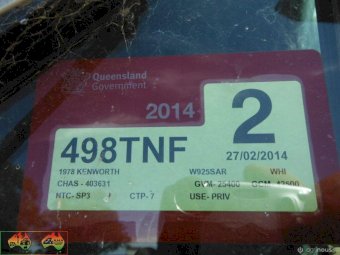 Queensland
Government
2014
2
498TNF
27/02/2014
1978 KENWORTH W925SAR WHI
CHAS - 403631 GVM- 25400 GCM- 42500
NTC- SP3 CTP- 7 USE- PRIV